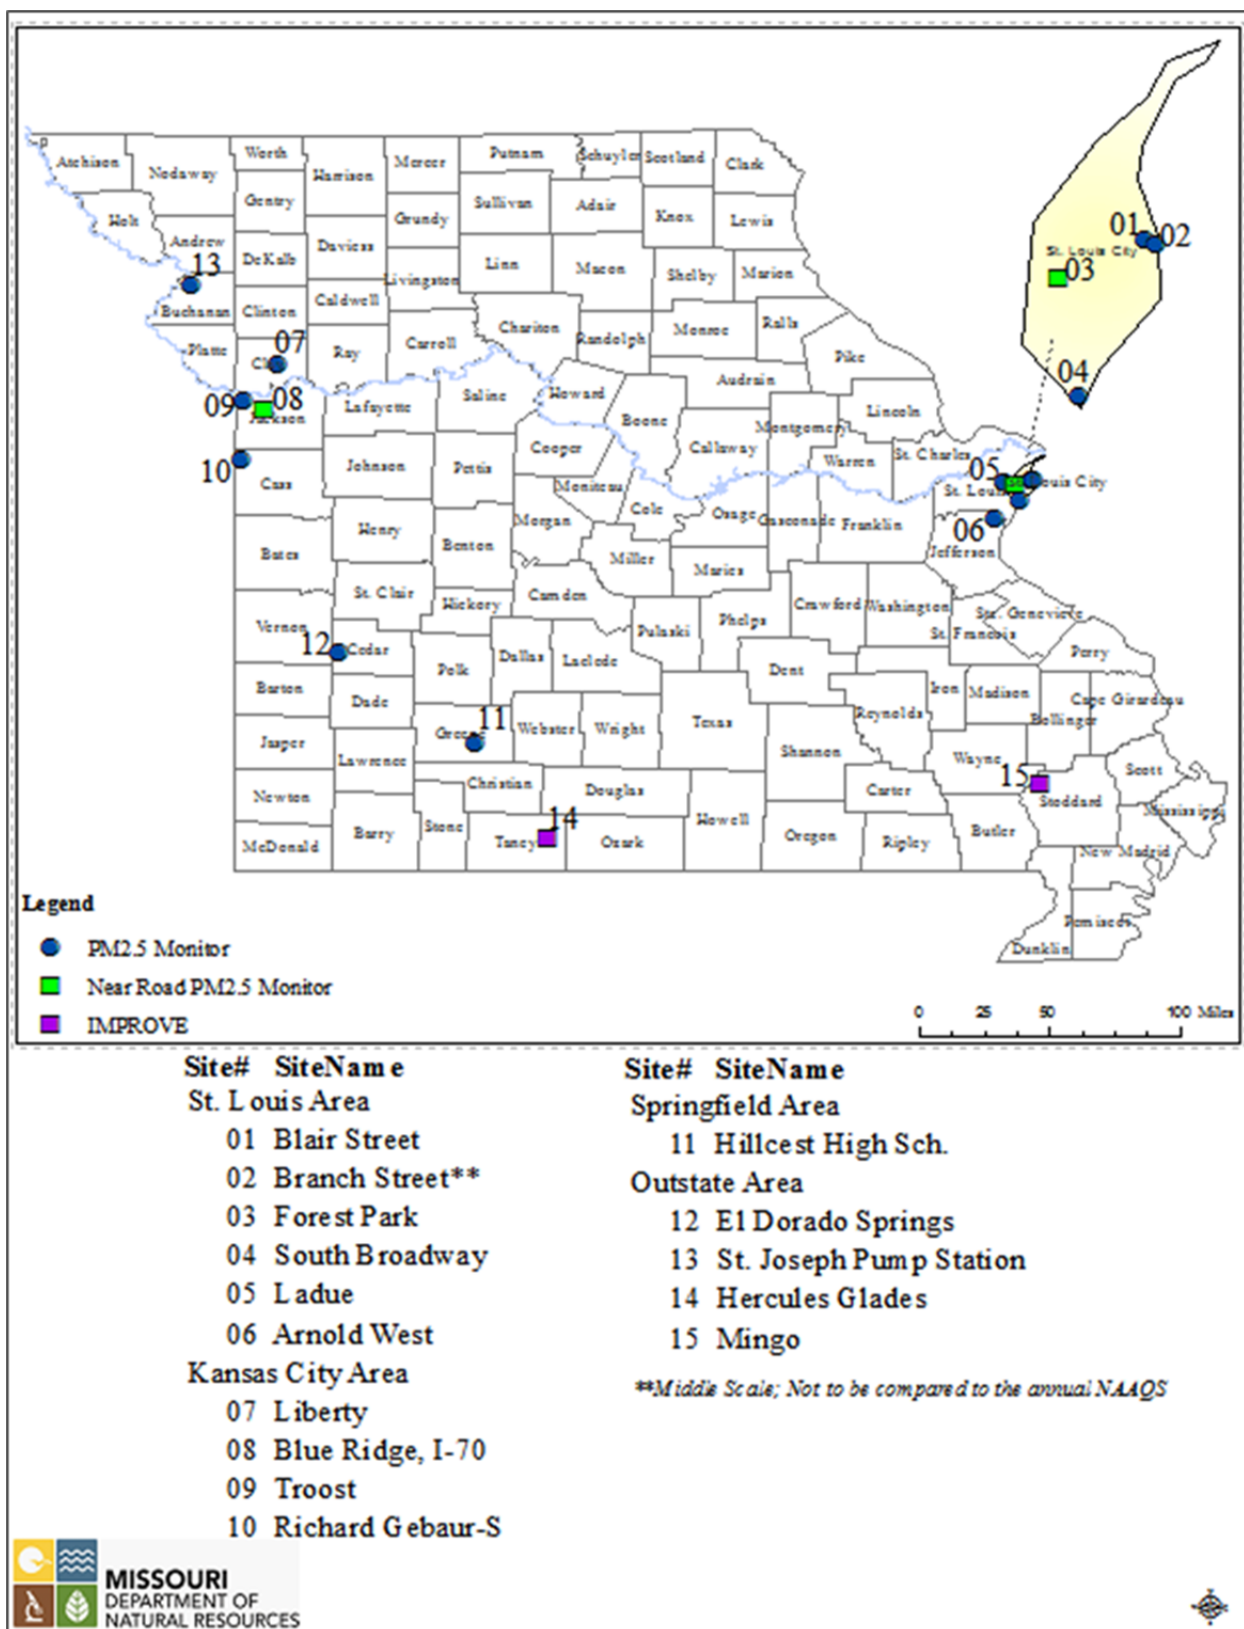 Atchison
Nodaway
Worth
Harrison
Mercer
Putnam
Schuyler
Scotland
Clark
Holt
Gentry
Grundy
Sullivan
Adair
Knox
Lewis
Andrew
DeKalb
Daviess
Livingston
Linn
Macon
Shelby
Marion
13
Buchanan
Clinton
Caldwell
Chariton
Randolph
Monroe
Ralls
Pike
Platte
07
Ray
Carroll
Saline
Howard
Audrain
Lincoln
09
08
Jackson
Lafayette
Boone
Montgomery
Callaway
Warren
St. Charles
10
Cass
Johnson
Pettis
Cooper
Moniteau
05
St. Louis
St. Louis City
Henry
Morgan
Cole
Osage
Gasconade
Franklin
06
Jefferson
Bates
Benton
Miller
Maries
St. Clair
Hickory
Camden
Pulaski
Phelps
Crawford
Washington
Ste. Genevieve
St. Francois
Vernon
12
Cedar
Polk
Dallas
Laclede
Dent
Perry
Barton
Dade
Iron
Madison
Cape Girardeau
Bollinger
Jasper
Lawrence
Greene
11
Webster
Wright
Texas
Shannon
Reynolds
Wayne
Scott
15
Stoddard
Mississippi
Newton
Christian
Douglas
Carter
McDonald
Barry
Stone
Taney
14
Ozark
Howell
Oregon
Ripley
Butler
New Madrid
Pemiscot
Dunklin
01
02
St. Louis City
03
04
Legend
PM2.5 Monitor
Near Road PM2.5 Monitor
IMPROVE
0 25 50 100 Miles
Site# SiteName
St. Louis Area
01 Blair Street
02 Branch Street**
03 Forest Park
04 South Broadway
05 Ladue
06 Arnold West
Kansas City Area
07 Liberty
08 Blue Ridge, I-70
09 Troost
10 Richard Gebaur-S
Site# SiteName
Springfield Area
11 Hillcest High Sch.
Outstate Area
12 El Dorado Springs
13 St. Joseph Pump Station
14 Hercules Glades
15 Mingo
**Middle Scale; Not to be compared to the annual NAAQS
MISSOURI
DEPARTMENT OF
NATURAL RESOURCES